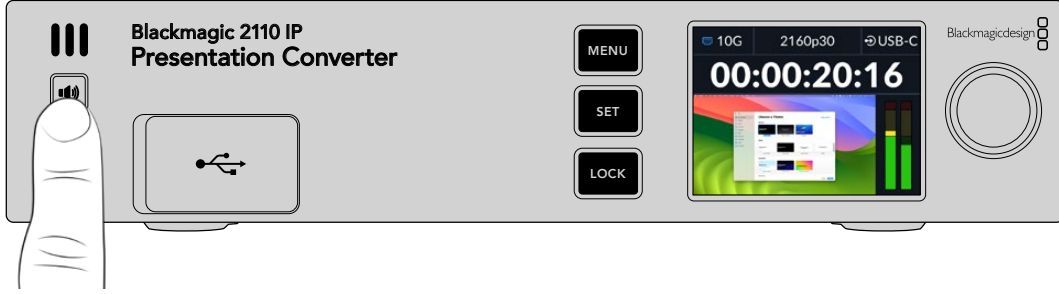 Blackmagic 2110 IP
Presentation Converter
MENU
SET
LOCK
10G 2160p30 USB-C
00:00:20:16
Blackmagicdesign